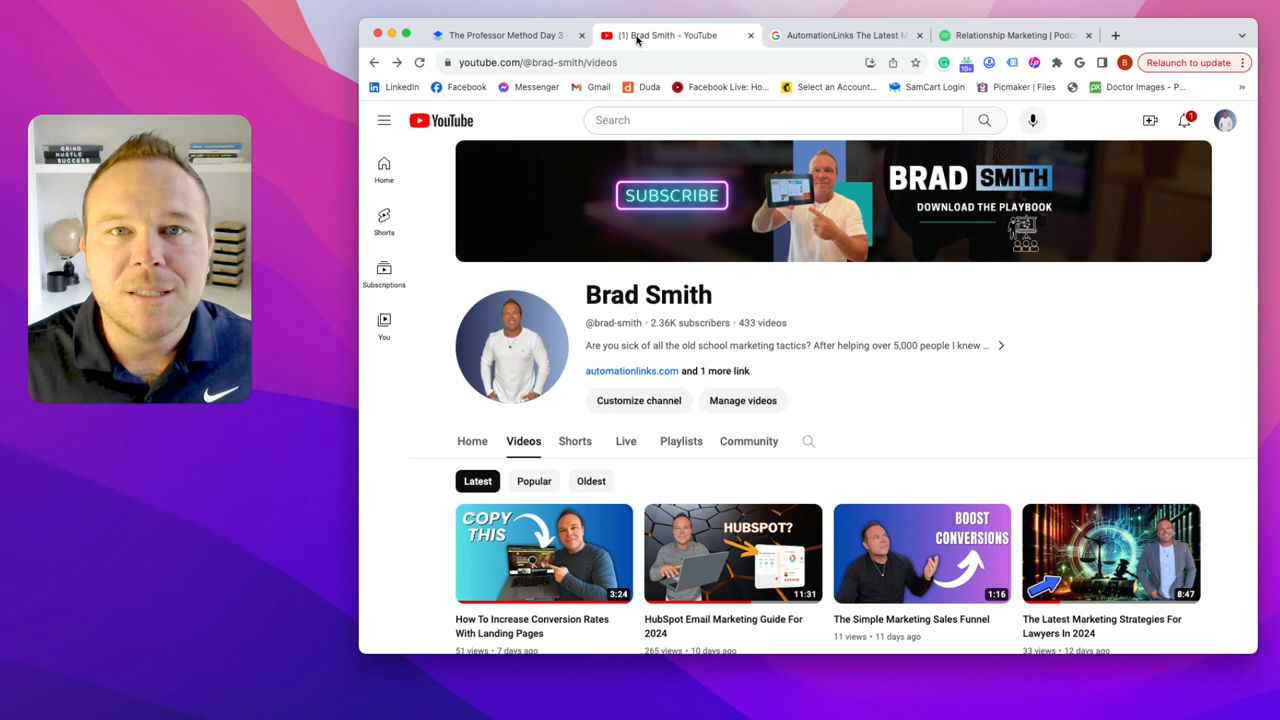 The Professor Method Day 3 -
(1) Brad Smith - YouTube
AutomationLinks The Latest M
Relationship Marketing | Podc
youtube.com/@brad-smith/videos
10+
B
Relaunch to update
LinkedIn
Facebook
Messenger
Gmail
Duda
Facebook Live: Ho...
Select an Account...
SamCart Login
Picmaker | Files
Doctor Images - P...
»
YouTube
Search
1
GRIND
HUSTLE
SUCCESS
Home
Shorts
Subscriptions
You
SUBSCRIBE
BRAD SMITH
DOWNLOAD THE PLAYBOOK
Brad Smith
@brad-smith · 2.36K subscribers · 433 videos
Are you sick of all the old school marketing tactics? After helping over 5,000 people I knew ...
automationlinks.com and 1 more link
Customize channel
Manage videos
Home
Videos
Shorts
Live
Playlists
Community
Latest
Popular
Oldest
COPY
THIS
3:24
HUBSPOT?
11:31
BOOST
CONVERSIONS
1:16
8:47
How To Increase Conversion Rates
With Landing Pages
51 views • 7 days ago
HubSpot Email Marketing Guide For
2024
265 views • 10 days ago
The Simple Marketing Sales Funnel
11 views • 11 days ago
The Latest Marketing Strategies For
Lawyers In 2024
33 views • 12 days ago